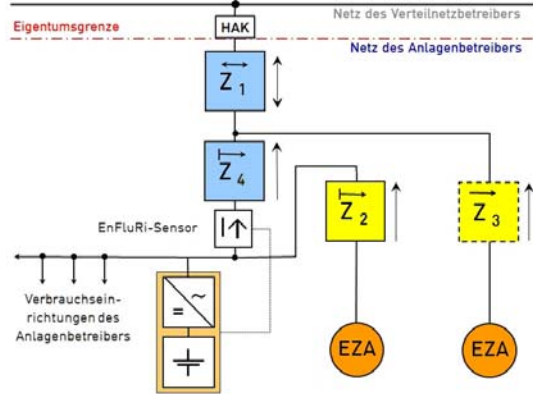 Netz des Verteilnetzbetreibers
Eigentumsgrenze
HAK
Netz des Anlagenbetreibers
Z 1
Z 4
Z 2
Z 3
EnFluRi-Sensor
Verbrauchsein-
richtungen des
Anlagenbetreibers
= ~
EZA
EZA